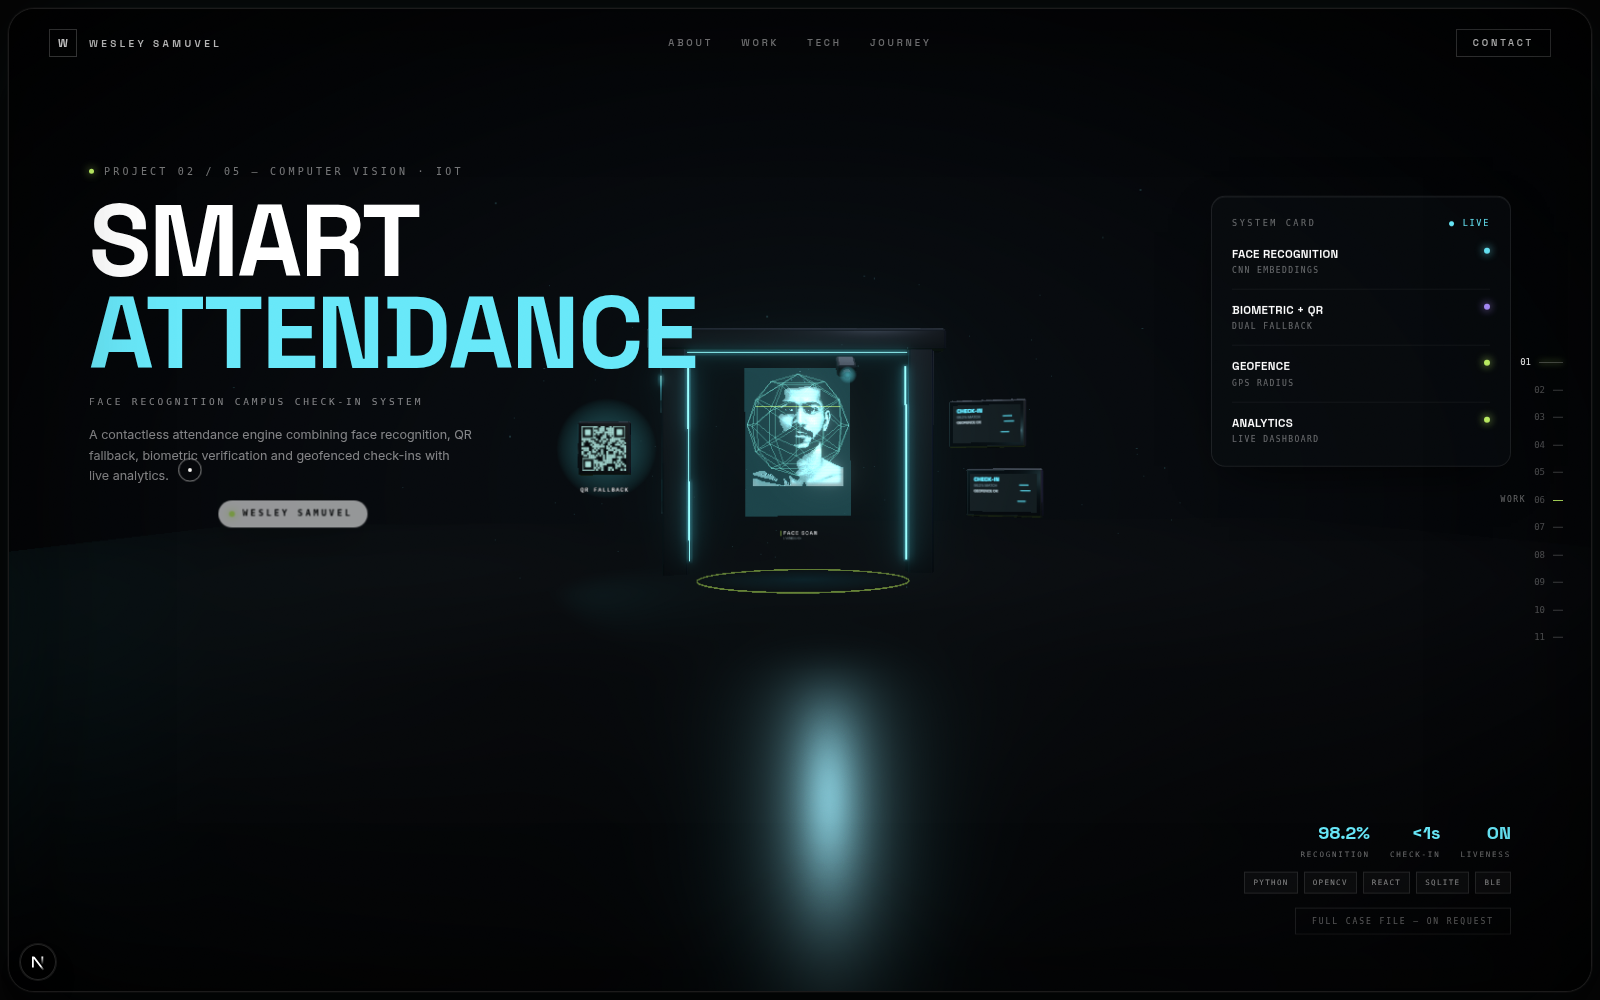 W WESLEY SAMUVEL
ABOUT WORK TECH JOURNEY
CONTACT
PROJECT 02 / 05 — COMPUTER VISION · IOT
SMART
ATTENDANCE
FACE RECOGNITION CAMPUS CHECK-IN SYSTEM
A contactless attendance engine combining face recognition, QR
fallback, biometric verification and geofenced check-ins with
live analytics.
WESLEY SAMUVEL
QR FALLBACK
FACE SCAN
CHECK-IN
CHECK-IN
SYSTEM CARD
LIVE
FACE RECOGNITION
CNN EMBEDDINGS
BIOMETRIC + QR
DUAL FALLBACK
GEOFENCE
GPS RADIUS
ANALYTICS
LIVE DASHBOARD
01
02
03
04
05
WORK 06
07
08
09
10
11
98.2% <1s ON
RECOGNITION CHECK-IN LIVENESS
PYTHON OPENCV REACT SQLITE BLE
FULL CASE FILE — ON REQUEST
N